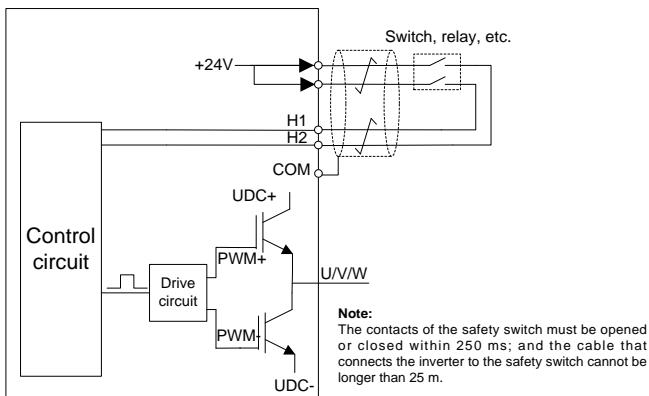 Switch, relay, etc.
+24V
H1
H2
COM
UDC+
Control
circuit
PWM+
U/V/W
Drive
circuit
PWM-
UDC-
Note:
The contacts of the safety switch must be opened
or closed within 250 ms; and the cable that
connects the inverter to the safety switch cannot be
longer than 25 m.